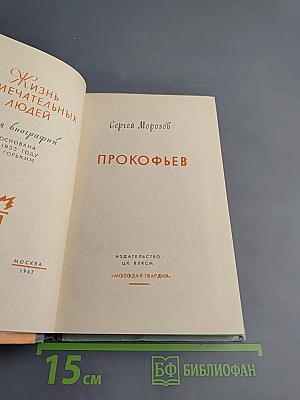 Жизнь
МЕЧАТЕЛЬНЫХ
ЛЮДЕЙ
я биографий
ОСНОВАНА
1933 ГОДУ
ГОРЬКИМ
МОСКВА
1967
Сергей Морозов
ПРОКОФЬЕВ
ИЗДАТЕЛЬСТВО
ЦК ВЛКСМ
«МОЛОДАЯ ГВАРДИЯ»
15 см
БФ БИБЛИОФАН